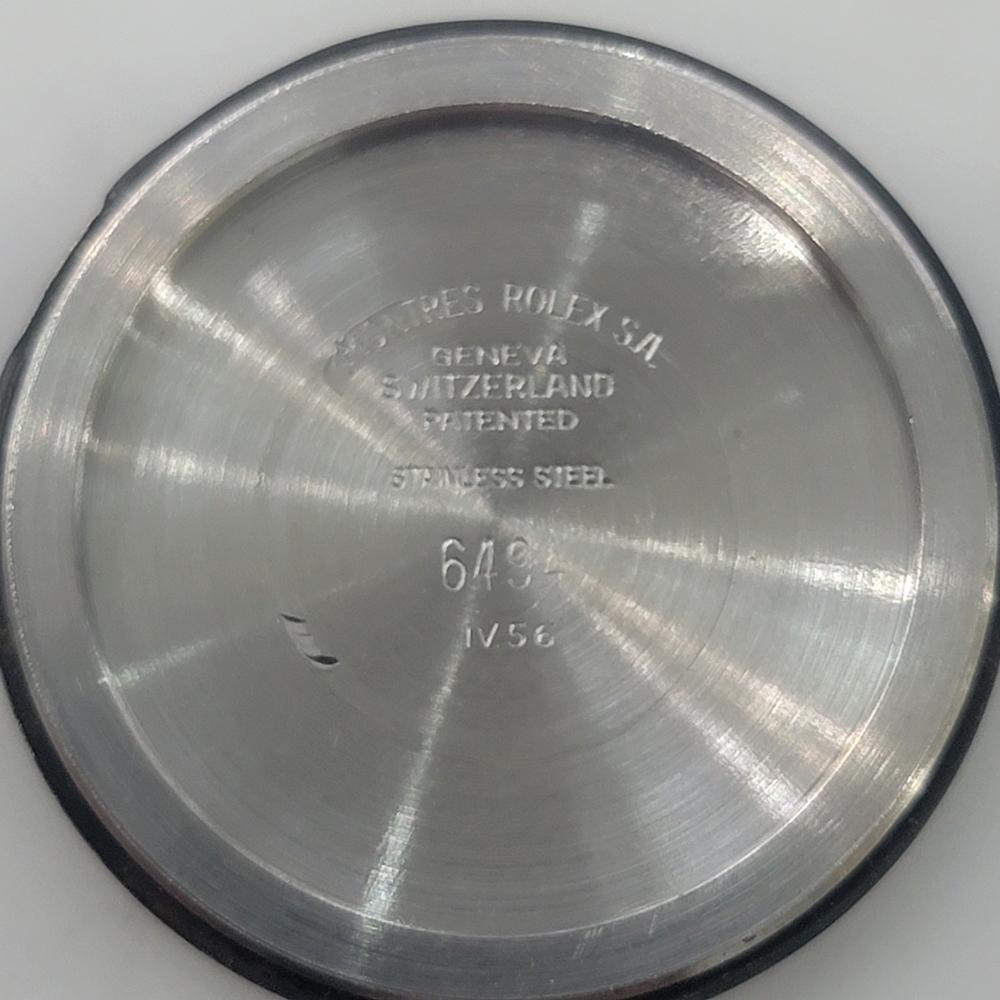 MONTRES ROLEX SA
GENEVA
SWITZERLAND
PATENTED
STAINLESS STEEL
IV56